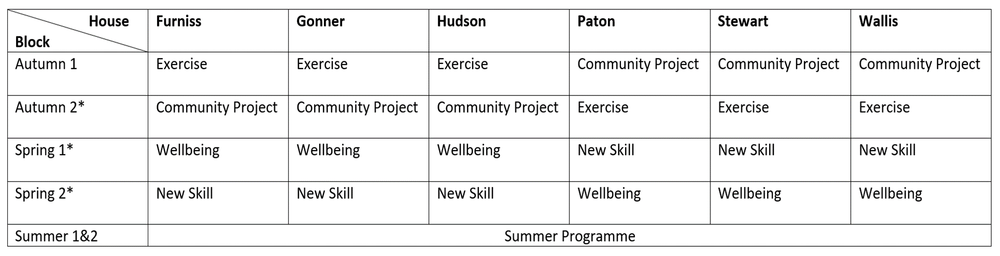 House Furniss Gonner Hudson Paton Stewart Wallis
Block
Autumn 1 Exercise Exercise Exercise Community Project Community Project Community Project
Autumn 2* Community Project Community Project Community Project Exercise Exercise Exercise
Spring 1* Wellbeing Wellbeing Wellbeing New Skill New Skill New Skill
Spring 2* New Skill New Skill New Skill Wellbeing Wellbeing Wellbeing
Summer 1&2 Summer Programme